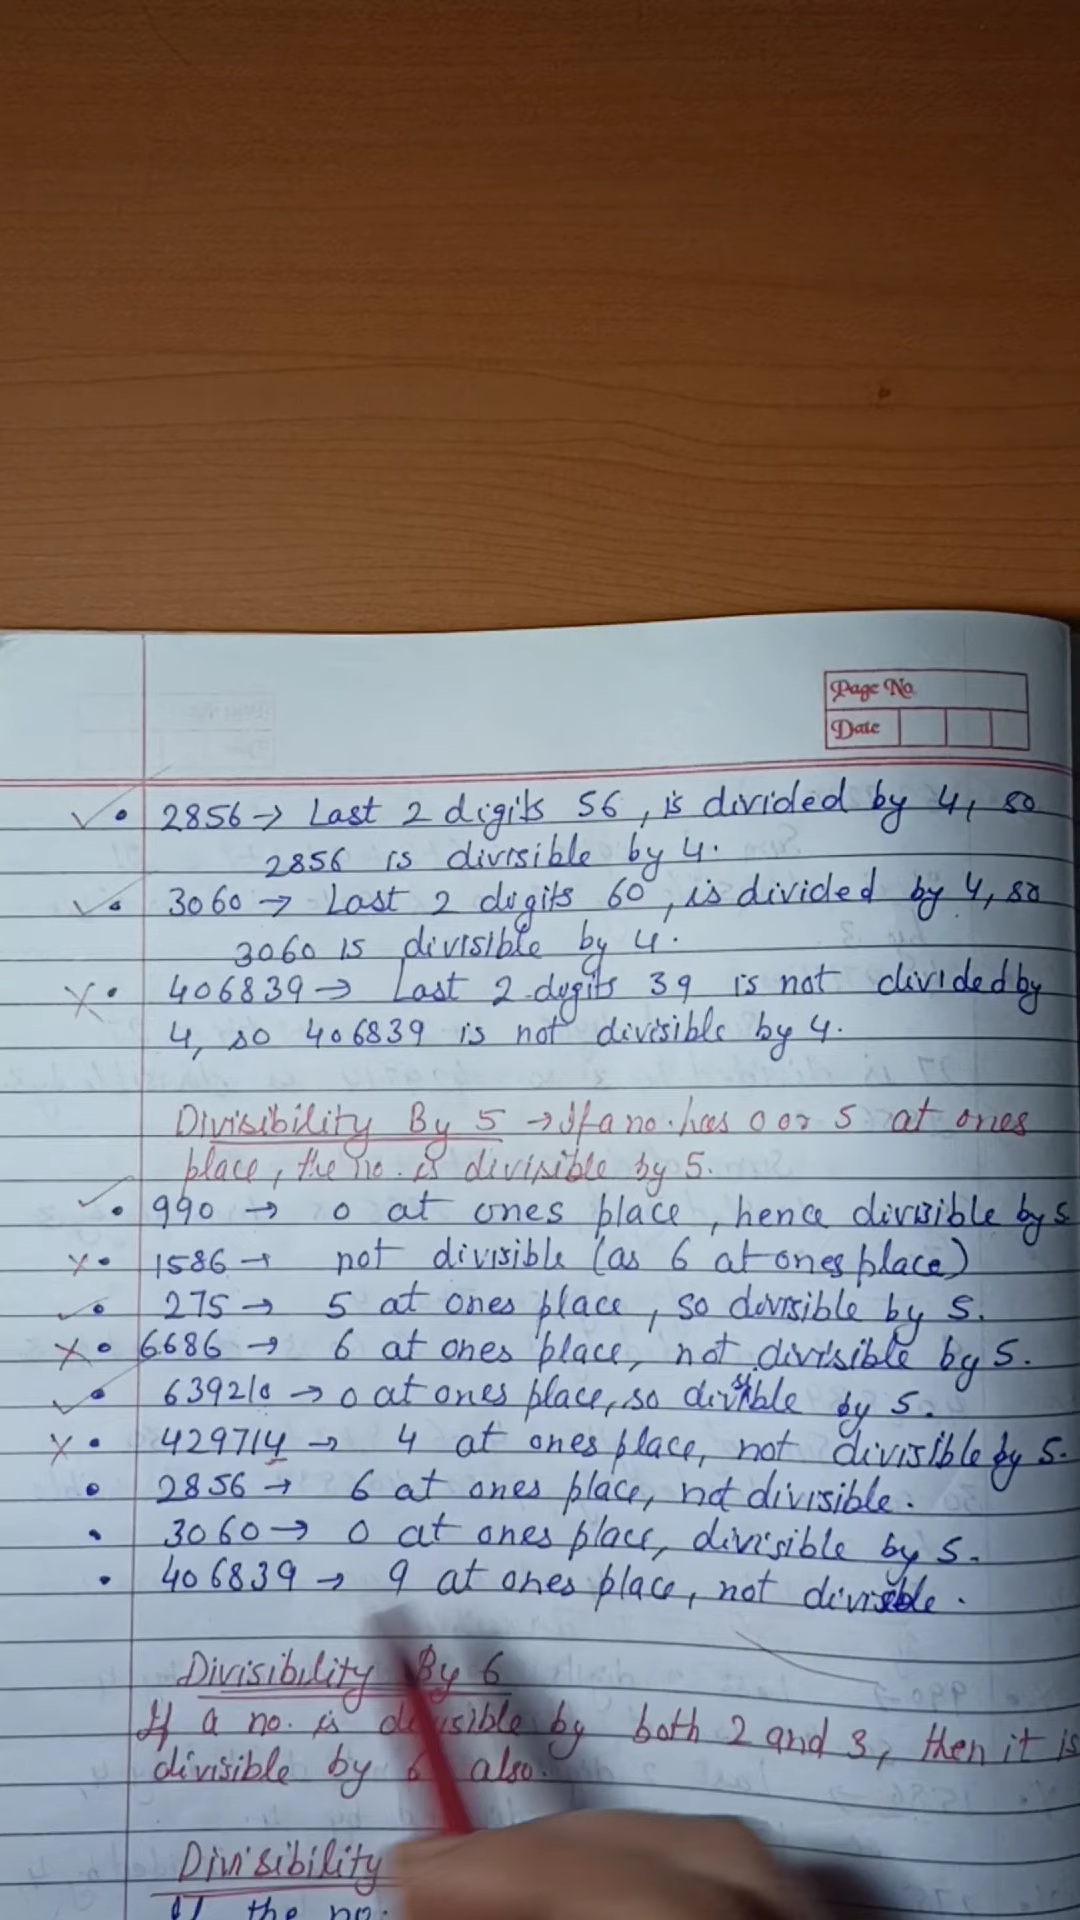 Page No.
Date
2856 → Last 2 digits 56, is divided by 4, so
2856 is divisible by 4.
3060 → Last 2 digits 60, is divided by 4, so
3060 is divisible by 4.
406839 → Last 2 digits 39 is not divided by
4, so 406839 is not divisible by 4.
Divisibility By 5 → If a no. has 0 or 5 at ones
place, the no. is divisible by 5.
990 → 0 at ones place, hence divisible by 5
1586 → not divisible (as 6 at ones place)
275 → 5 at ones place, so divisible by 5.
6686 → 6 at ones place, not divisible by 5.
639210 → 0 at ones place, so divisible by 5.
429714 → 4 at ones place, not divisible by 5.
2856 → 6 at ones place, not divisible.
3060 → 0 at ones place, divisible by 5.
406839 → 9 at ones place, not divisible.
Divisibility By 6
If a no. is divisible by both 2 and 3, then it is
divisible by 6 also.
Divisibility
If the no.